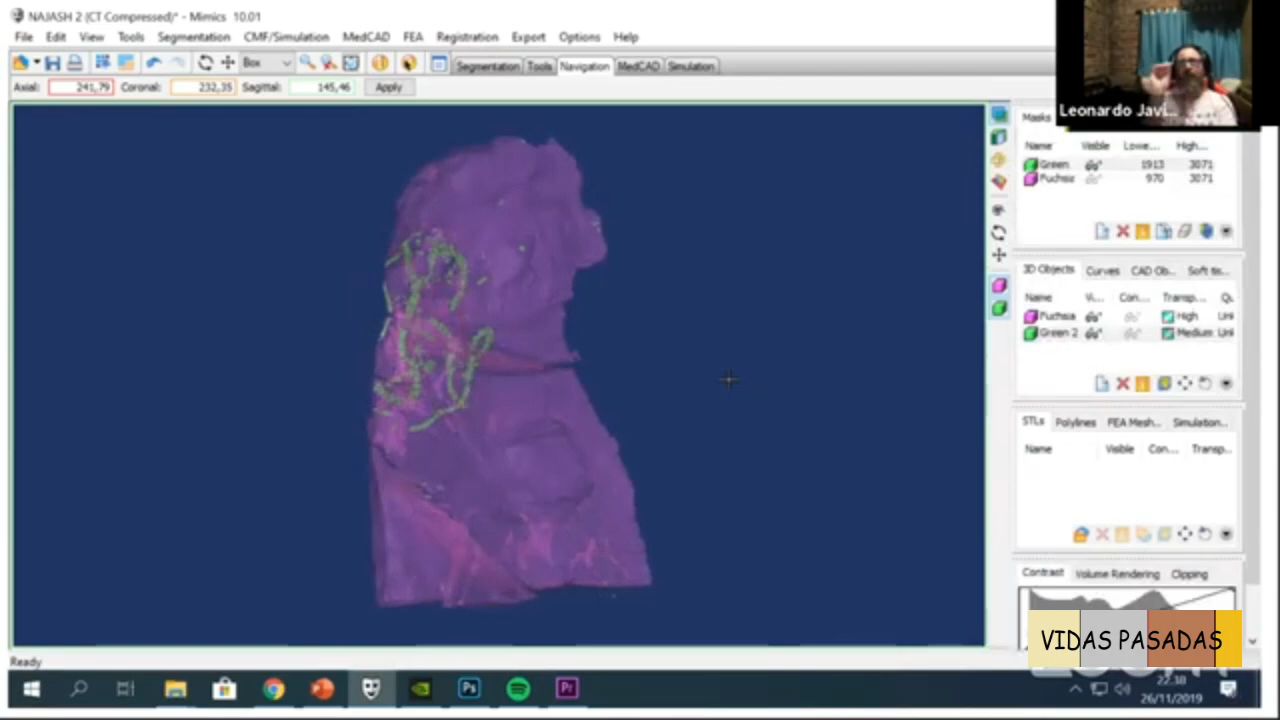 NAJASH 2 (CT Compressed)* - Mimics 10.01
File Edit View Tools Segmentation CMF/Simulation MedCAD FEA Registration Export Options Help
Box Segmentation Tools Navigation MedCAD Simulation
Axial: 241,79 Coronal: 232,35 Sagittal: 145,46 Apply
Leonardo Javi...
Masks
Name Visible Lowe... High...
Green 1913 3071
Fuchsia 970 3071
3D Objects Curves CAD Ob... Soft tis...
Name Vi... Con... Transp... Qu
Fuchsia High Uni
Green 2 Medium Uni
STLs Polylines FEA Mesh... Simulation...
Name Visible Con... Transp...
Contrast Volume Rendering Clipping
VIDAS PASADAS
Ready
Ps Pr
22:38
26/11/2019